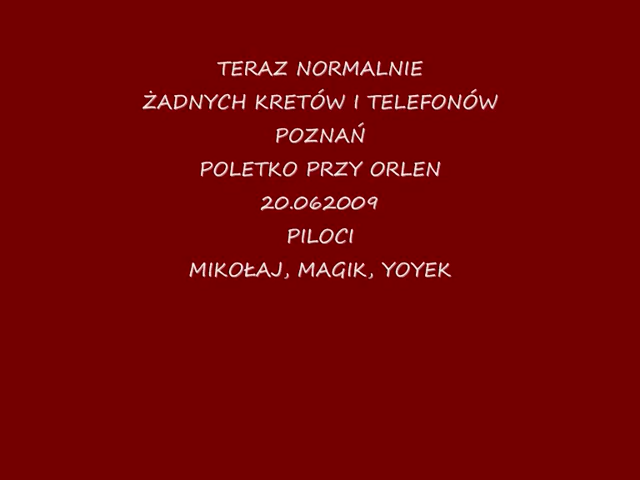 TERAZ NORMALNIE
ŻADNYCH KRETÓW I TELEFONÓW
POZNAŃ
POLETKO PRZY ORLEN
20.062009
PILOCI
MIKOŁAJ, MAGIK, YOYEK